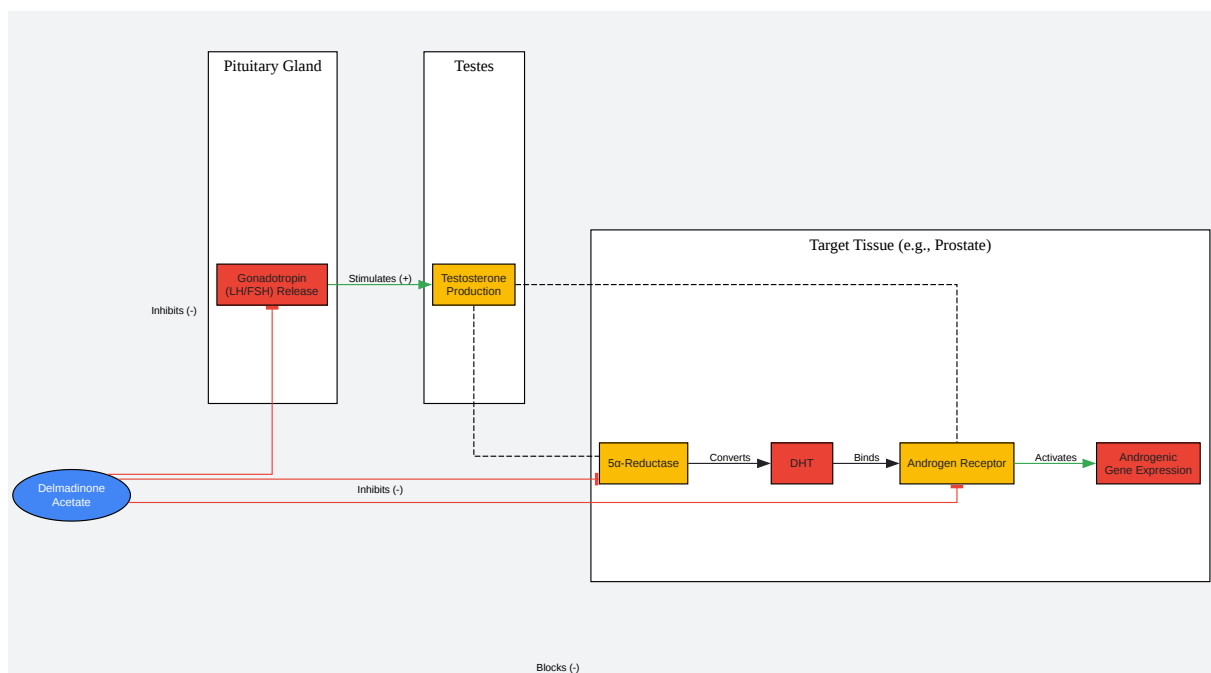 Pituitary Gland
Testes
Target Tissue (e.g., Prostate)
Gonadotropin
(LH/FSH) Release
Stimulates (+)
Testosterone
Production
Inhibits (-)
5α-Reductase
Converts
DHT
Binds
Androgen Receptor
Activates
Androgenic
Gene Expression
Delmadinone
Acetate
Inhibits (-)
Blocks (-)